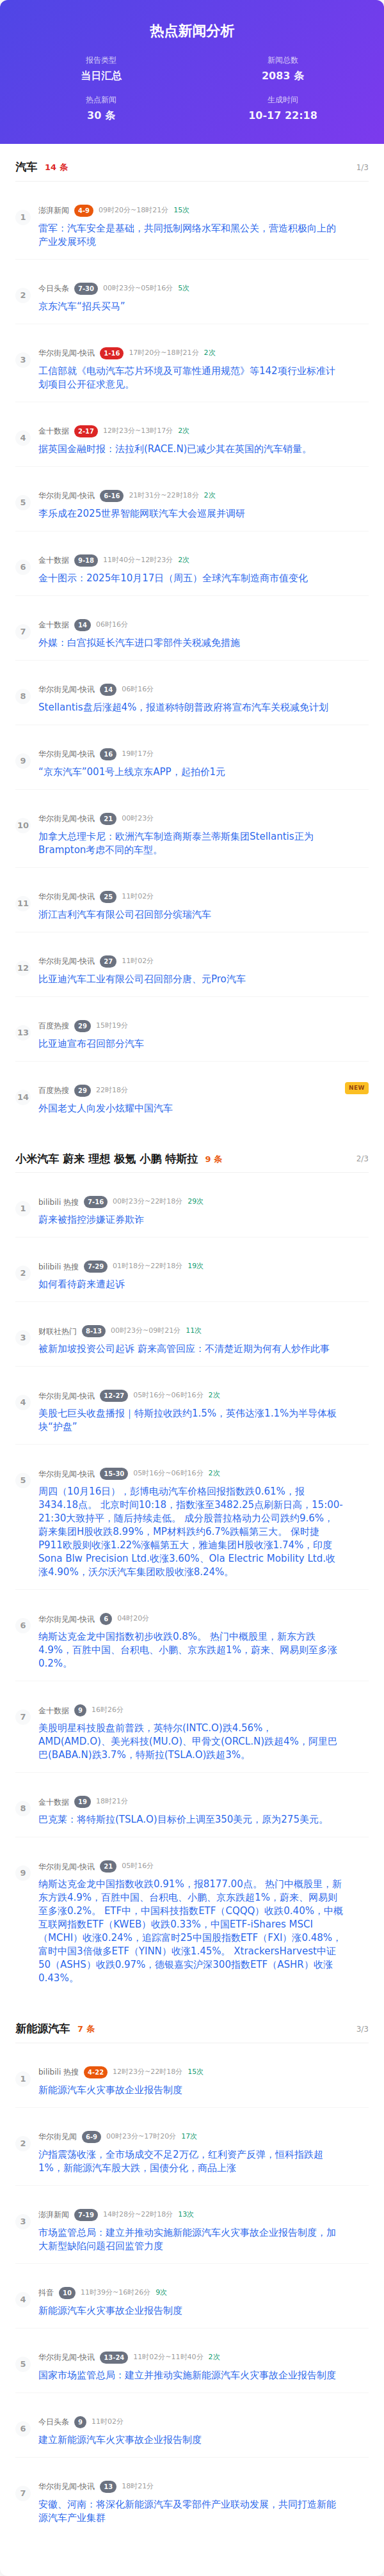 热点新闻分析
报告类型
新闻总数
当日汇总
2083 条
热点新闻
生成时间
30 条
10-17 22:18
汽车 14 条 1/3
1
澎湃新闻 4-9 09时20分~18时21分 15次
雷军：汽车安全是基础，共同抵制网络水军和黑公关，营造积极向上的
产业发展环境
2
今日头条 7-30 00时23分~05时16分 5次
京东汽车“招兵买马”
3
华尔街见闻-快讯 1-16 17时20分~18时21分 2次
工信部就《电动汽车芯片环境及可靠性通用规范》等142项行业标准计
划项目公开征求意见。
4
金十数据 2-17 12时23分~13时17分 2次
据英国金融时报：法拉利(RACE.N)已减少其在英国的汽车销量。
5
华尔街见闻-快讯 6-16 21时31分~22时18分 2次
李乐成在2025世界智能网联汽车大会巡展并调研
6
金十数据 9-18 11时40分~12时23分 2次
金十图示：2025年10月17日（周五）全球汽车制造商市值变化
7
金十数据 14 06时16分
外媒：白宫拟延长汽车进口零部件关税减免措施
8
华尔街见闻-快讯 14 06时16分
Stellantis盘后涨超4%，报道称特朗普政府将宣布汽车关税减免计划
9
华尔街见闻-快讯 16 19时17分
“京东汽车”001号上线京东APP，起拍价1元
10
华尔街见闻-快讯 21 00时23分
加拿大总理卡尼：欧洲汽车制造商斯泰兰蒂斯集团Stellantis正为
Brampton考虑不同的车型。
11
华尔街见闻-快讯 25 11时02分
浙江吉利汽车有限公司召回部分缤瑞汽车
12
华尔街见闻-快讯 27 11时02分
比亚迪汽车工业有限公司召回部分唐、元Pro汽车
13
百度热搜 29 15时19分
比亚迪宣布召回部分汽车
14
百度热搜 29 22时18分 NEW
外国老丈人向发小炫耀中国汽车
小米汽车 蔚来 理想 极氪 小鹏 特斯拉 9 条 2/3
1
bilibili 热搜 7-16 00时23分~22时18分 29次
蔚来被指控涉嫌证券欺诈
2
bilibili 热搜 7-29 01时18分~22时18分 19次
如何看待蔚来遭起诉
3
财联社热门 8-13 00时23分~09时21分 11次
被新加坡投资公司起诉 蔚来高管回应：不清楚近期为何有人炒作此事
4
华尔街见闻-快讯 12-27 05时16分~06时16分 2次
美股七巨头收盘播报｜特斯拉收跌约1.5%，英伟达涨1.1%为半导体板
块“护盘”
5
华尔街见闻-快讯 15-30 05时16分~06时16分 2次
周四（10月16日），彭博电动汽车价格回报指数跌0.61%，报
3434.18点。 北京时间10:18，指数涨至3482.25点刷新日高，15:00-
21:30大致持平，随后持续走低。 成分股普拉格动力公司跌约9.6%，
蔚来集团H股收跌8.99%，MP材料跌约6.7%跌幅第三大。 保时捷
P911欧股则收涨1.22%涨幅第五大，雅迪集团H股收涨1.74%，印度
Sona Blw Precision Ltd.收涨3.60%、Ola Electric Mobility Ltd.收
涨4.90%，沃尔沃汽车集团欧股收涨8.24%。
6
华尔街见闻-快讯 6 04时20分
纳斯达克金龙中国指数初步收跌0.8%。 热门中概股里，新东方跌
4.9%，百胜中国、台积电、小鹏、京东跌超1%，蔚来、网易则至多涨
0.2%。
7
金十数据 9 16时26分
美股明星科技股盘前普跌，英特尔(INTC.O)跌4.56%，
AMD(AMD.O)、美光科技(MU.O)、甲骨文(ORCL.N)跌超4%，阿里巴
巴(BABA.N)跌3.7%，特斯拉(TSLA.O)跌超3%。
8
金十数据 19 18时21分
巴克莱：将特斯拉(TSLA.O)目标价上调至350美元，原为275美元。
9
华尔街见闻-快讯 21 05时16分
纳斯达克金龙中国指数收跌0.91%，报8177.00点。 热门中概股里，新
东方跌4.9%，百胜中国、台积电、小鹏、京东跌超1%，蔚来、网易则
至多涨0.2%。 ETF中，中国科技指数ETF（CQQQ）收跌0.40%，中概
互联网指数ETF（KWEB）收跌0.33%，中国ETF-iShares MSCI
（MCHI）收涨0.24%，追踪富时25中国股指数ETF（FXI）涨0.48%，
富时中国3倍做多ETF（YINN）收涨1.45%。 XtrackersHarvest中证
50（ASHS）收跌0.97%，德银嘉实沪深300指数ETF（ASHR）收涨
0.43%。
新能源汽车 7 条 3/3
1
bilibili 热搜 4-22 12时23分~22时18分 15次
新能源汽车火灾事故企业报告制度
2
华尔街见闻 6-9 00时23分~17时20分 17次
沪指震荡收涨，全市场成交不足2万亿，红利资产反弹，恒科指跌超
1%，新能源汽车股大跌，国债分化，商品上涨
3
澎湃新闻 7-19 14时28分~22时18分 13次
市场监管总局：建立并推动实施新能源汽车火灾事故企业报告制度，加
大新型缺陷问题召回监管力度
4
抖音 10 11时39分~16时26分 9次
新能源汽车火灾事故企业报告制度
5
华尔街见闻-快讯 13-24 11时02分~11时40分 2次
国家市场监管总局：建立并推动实施新能源汽车火灾事故企业报告制度
6
今日头条 9 11时02分
建立新能源汽车火灾事故企业报告制度
7
华尔街见闻-快讯 13 18时21分
安徽、河南：将深化新能源汽车及零部件产业联动发展，共同打造新能
源汽车产业集群